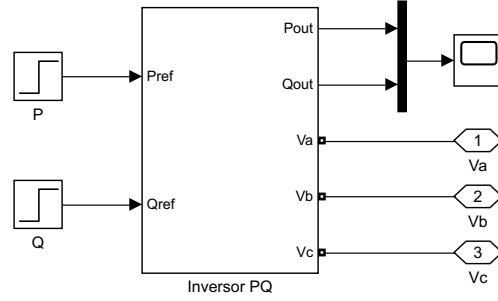 Pout
Pref
P
Qout
Va
1
Va
Qref
Vb
2
Vb
Q
Vc
3
Vc
Inversor PQ